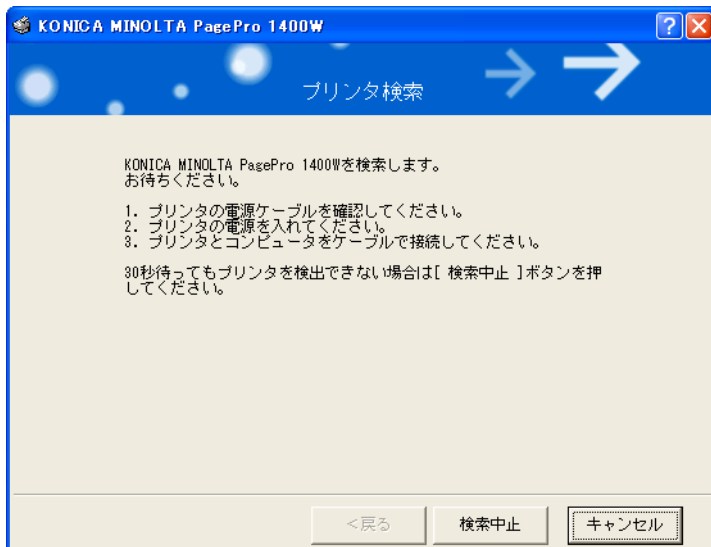 KONICA MINOLTA PagePro 1400W
プリンタ検索
KONICA MINOLTA PagePro 1400Wを検索します。
お待ちください。
1. プリンタの電源ケーブルを確認してください。
2. プリンタの電源を入れてください。
3. プリンタとコンピュータをケーブルで接続してください。
30秒待ってもプリンタを検出できない場合は[ 検索中止 ]ボタンを押
してください。
<戻る 検索中止 キャンセル